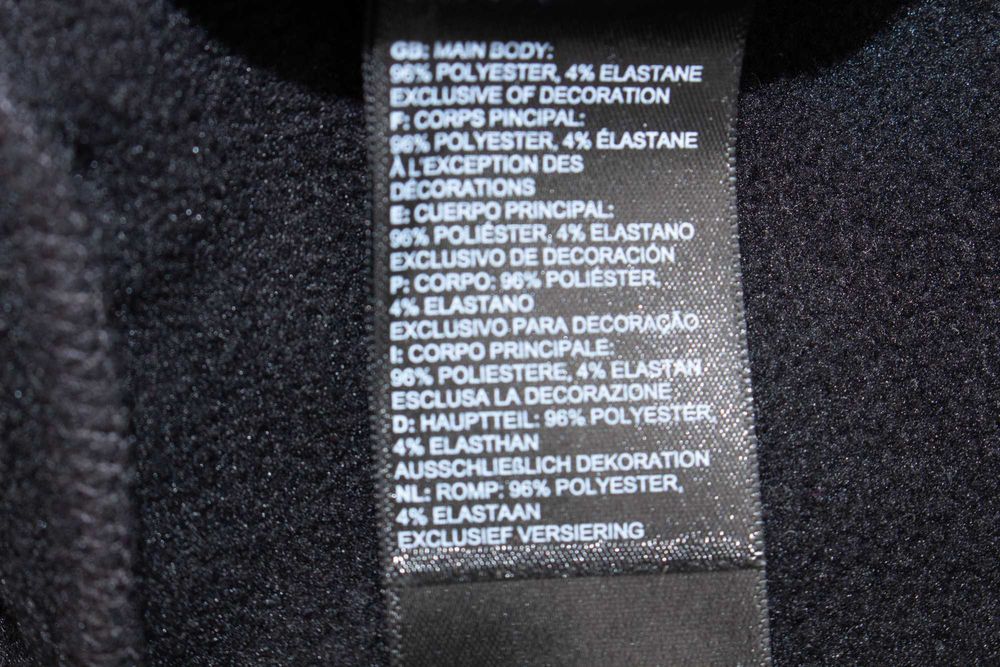 GB: MAIN BODY:
96% POLYESTER, 4% ELASTANE
EXCLUSIVE OF DECORATION
F: CORPS PINCIPAL:
96% POLYESTER, 4% ÉLASTANE
À L'EXCEPTION DES
DÉCORATIONS
E: CUERPO PRINCIPAL:
96% POLIÉSTER, 4% ELASTANO
EXCLUSIVO DE DECORACIÓN
P: CORPO: 96% POLIÉSTER,
4% ELASTANO
EXCLUSIVO PARA DECORAÇÃO
I: CORPO PRINCIPALE:
96% POLIESTERE, 4% ELASTAN
ESCLUSA LA DECORAZIONE
D: HAUPTTEIL: 96% POLYESTER,
4% ELASTHAN
AUSSCHLIEßLICH DEKORATION
NL: ROMP: 96% POLYESTER,
4% ELASTAAN
EXCLUSIEF VERSIERING